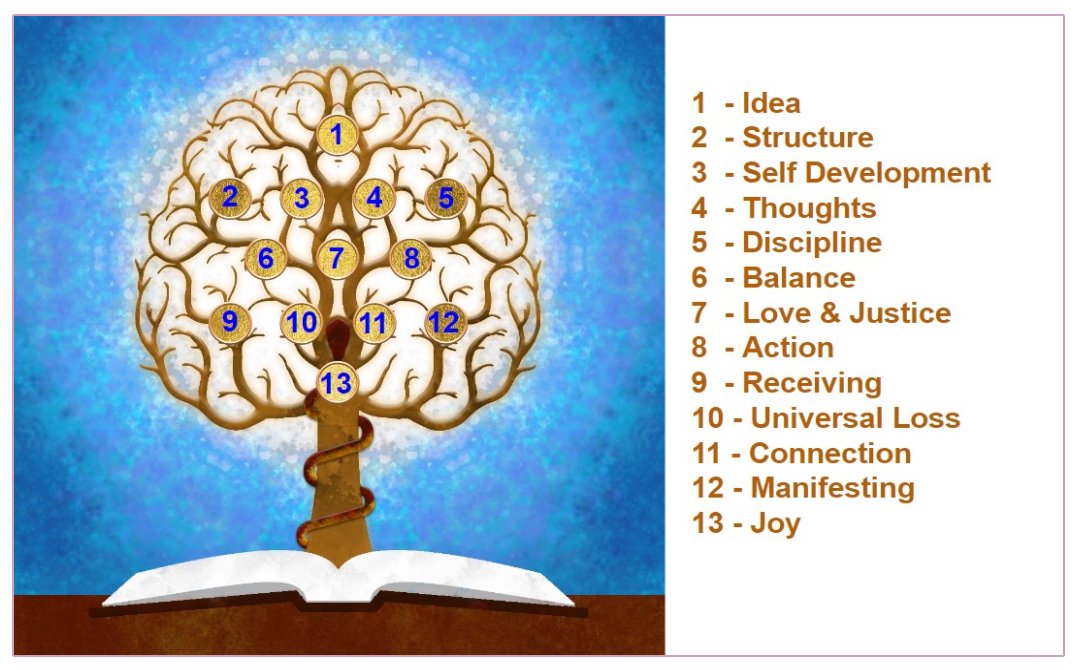 1
2 3 4 5
6 7 8
9 10 11 12
13
1 - Idea
2 - Structure
3 - Self Development
4 - Thoughts
5 - Discipline
6 - Balance
7 - Love & Justice
8 - Action
9 - Receiving
10 - Universal Loss
11 - Connection
12 - Manifesting
13 - Joy